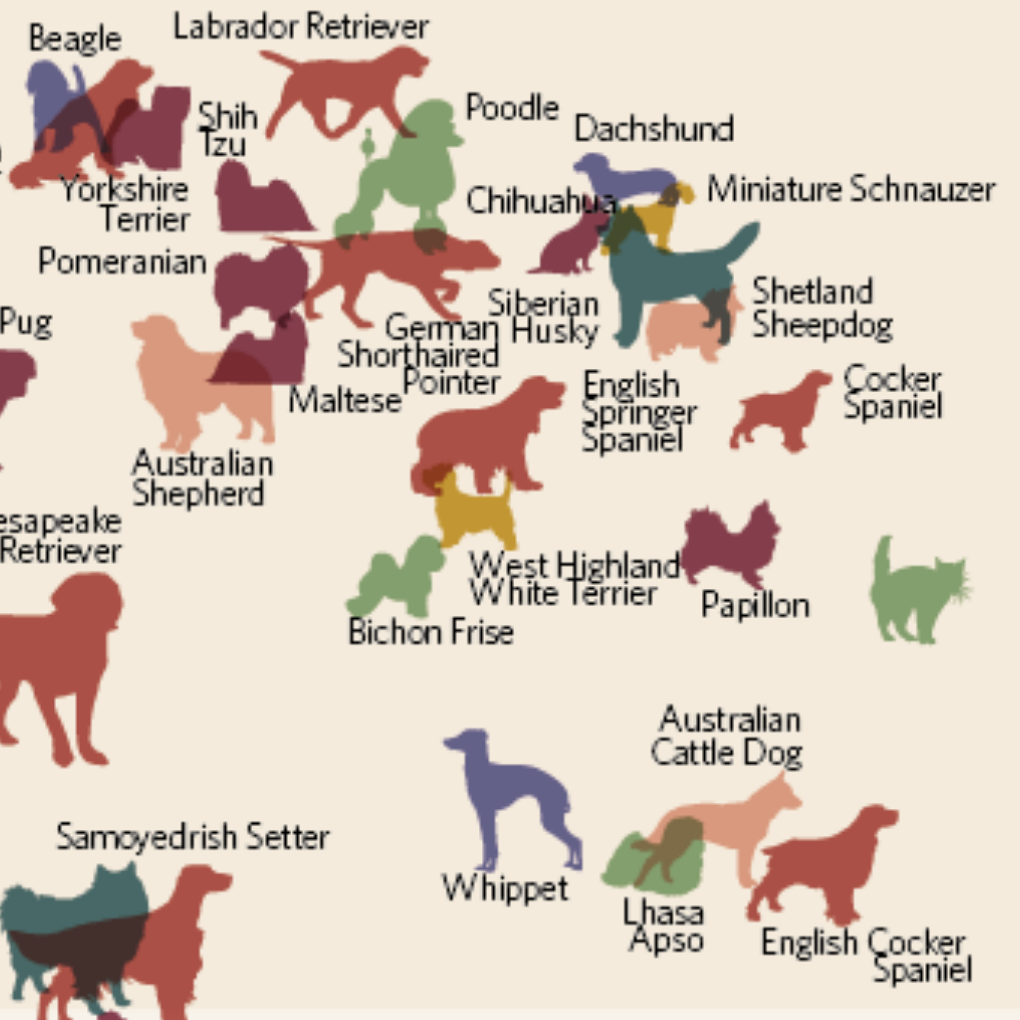 Labrador Retriever
Beagle
Poodle
Shih
Tzu
Dachshund
Yorkshire
Terrier
Chihuahua
Miniature Schnauzer
Pomeranian
Siberian
Husky
Shetland
Sheepdog
Pug
German
Shorthaired
Pointer
Maltese
English
Springer
Spaniel
Cocker
Spaniel
Australian
Shepherd
esapeake
Retriever
West Highland
White Terrier
Papillon
Bichon Frise
Australian
Cattle Dog
Samoyedrish Setter
Whippet
Lhasa
Apso
English Cocker
Spaniel